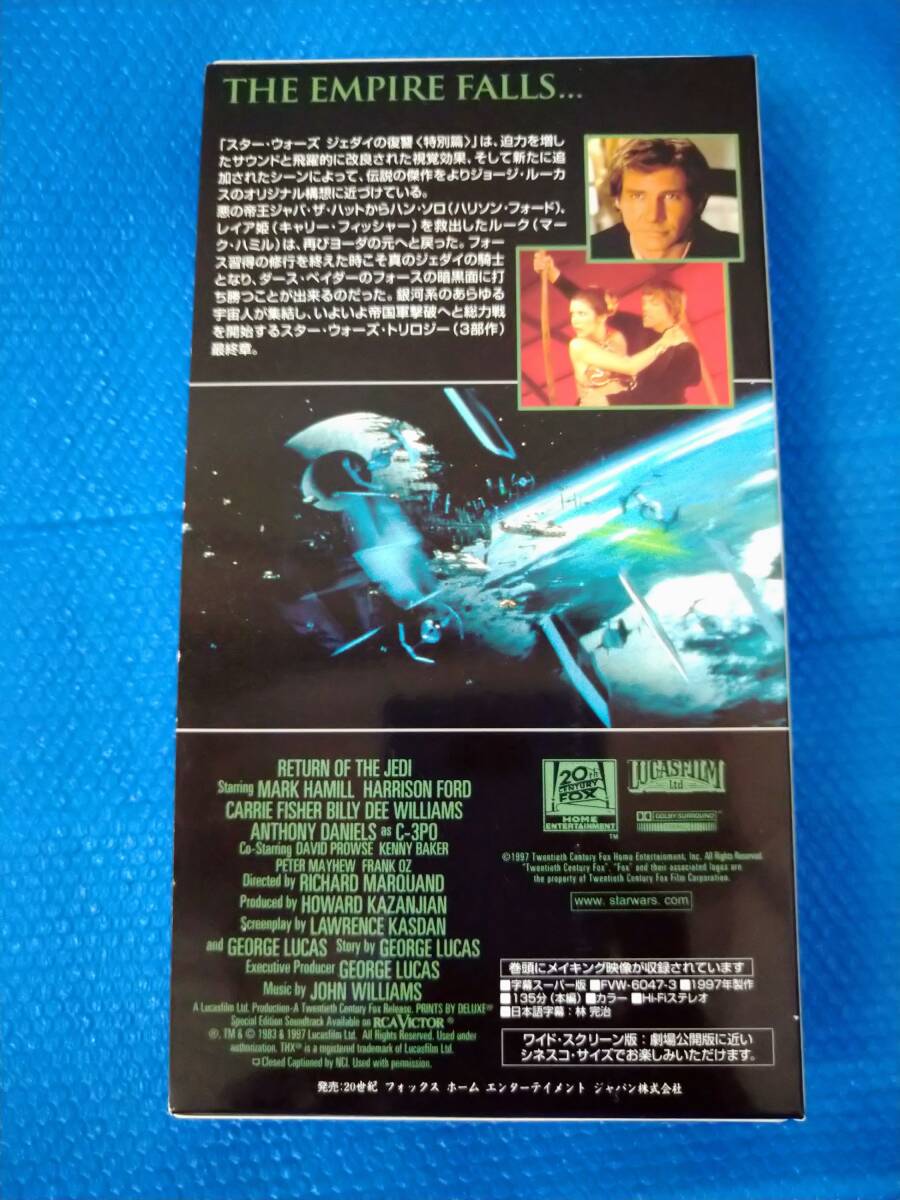 THE EMPIRE FALLS...
「スター・ウォーズ ジェダイの復讐〈特別篇〉」は、迫力を増し
たサウンドと飛躍的に改良された視覚効果、そして新たに追
加されたシーンによって、伝説の傑作をよりジョージ・ルーカ
スのオリジナル構想に近づけている。
悪の帝王ジャバ・ザ・ハットからハン・ソロ(ハリソン・フォード)、
レイア姫(キャリー・フィッシャー)を救出したルーク(マー
ク・ハミル)は、再びヨーダの元へと戻った。フォー
ス習得の修行を終えた時こそ真のジェダイの騎士
となり、ダース・ベイダーのフォースの暗黒面に打
ち勝つことが出来るのだった。銀河系のあらゆる
宇宙人が集結し、いよいよ帝国軍撃破へと総力戦
を開始するスター・ウォーズ・トリロジー(3部作)
最終章。
RETURN OF THE JEDI
Starring MARK HAMILL HARRISON FORD
CARRIE FISHER BILLY DEE WILLIAMS
ANTHONY DANIELS as C-3PO
Co-Starring DAVID PROWSE KENNY BAKER
PETER MAYHEW FRANK OZ
Directed by RICHARD MARQUAND
Produced by HOWARD KAZANJIAN
Screenplay by LAWRENCE KASDAN
and GEORGE LUCAS Story by GEORGE LUCAS
Executive Producer GEORGE LUCAS
Music by JOHN WILLIAMS
A Lucasfilm Ltd. Production-A Twentieth Century Fox Release. PRINTS BY DELUXE®
Special Edition Soundtrack Available on RCA VICTOR ®
℗, TM & © 1983 & 1997 Lucasfilm Ltd. All Rights Reserved. Used under
authorization. THX™ is a registered trademark of Lucasfilm Ltd.
Closed Captioned by NCI. Used with permission.
20th
CENTURY
FOX
HOME
ENTERTAINMENT
TM
LUCASFILM
Ltd
DOLBY SURROUND
©1997 Twentieth Century Fox Home Entertainment, Inc. All Rights Reserved.
"Twentieth Century Fox", "Fox" and their associated logos are
the property of Twentieth Century Fox Film Corporation.
www. starwars. com
巻頭にメイキング映像が収録されています
■字幕スーパー版 ■FVW-6047-3 ■1997年製作
■135分(本編) ■カラー ■Hi-Fiステレオ
■日本語字幕:林 完治
ワイド・スクリーン版:劇場公開版に近い
シネスコ・サイズでお楽しみいただけます。
発売:20世紀 フォックス ホーム エンターテイメント ジャパン株式会社